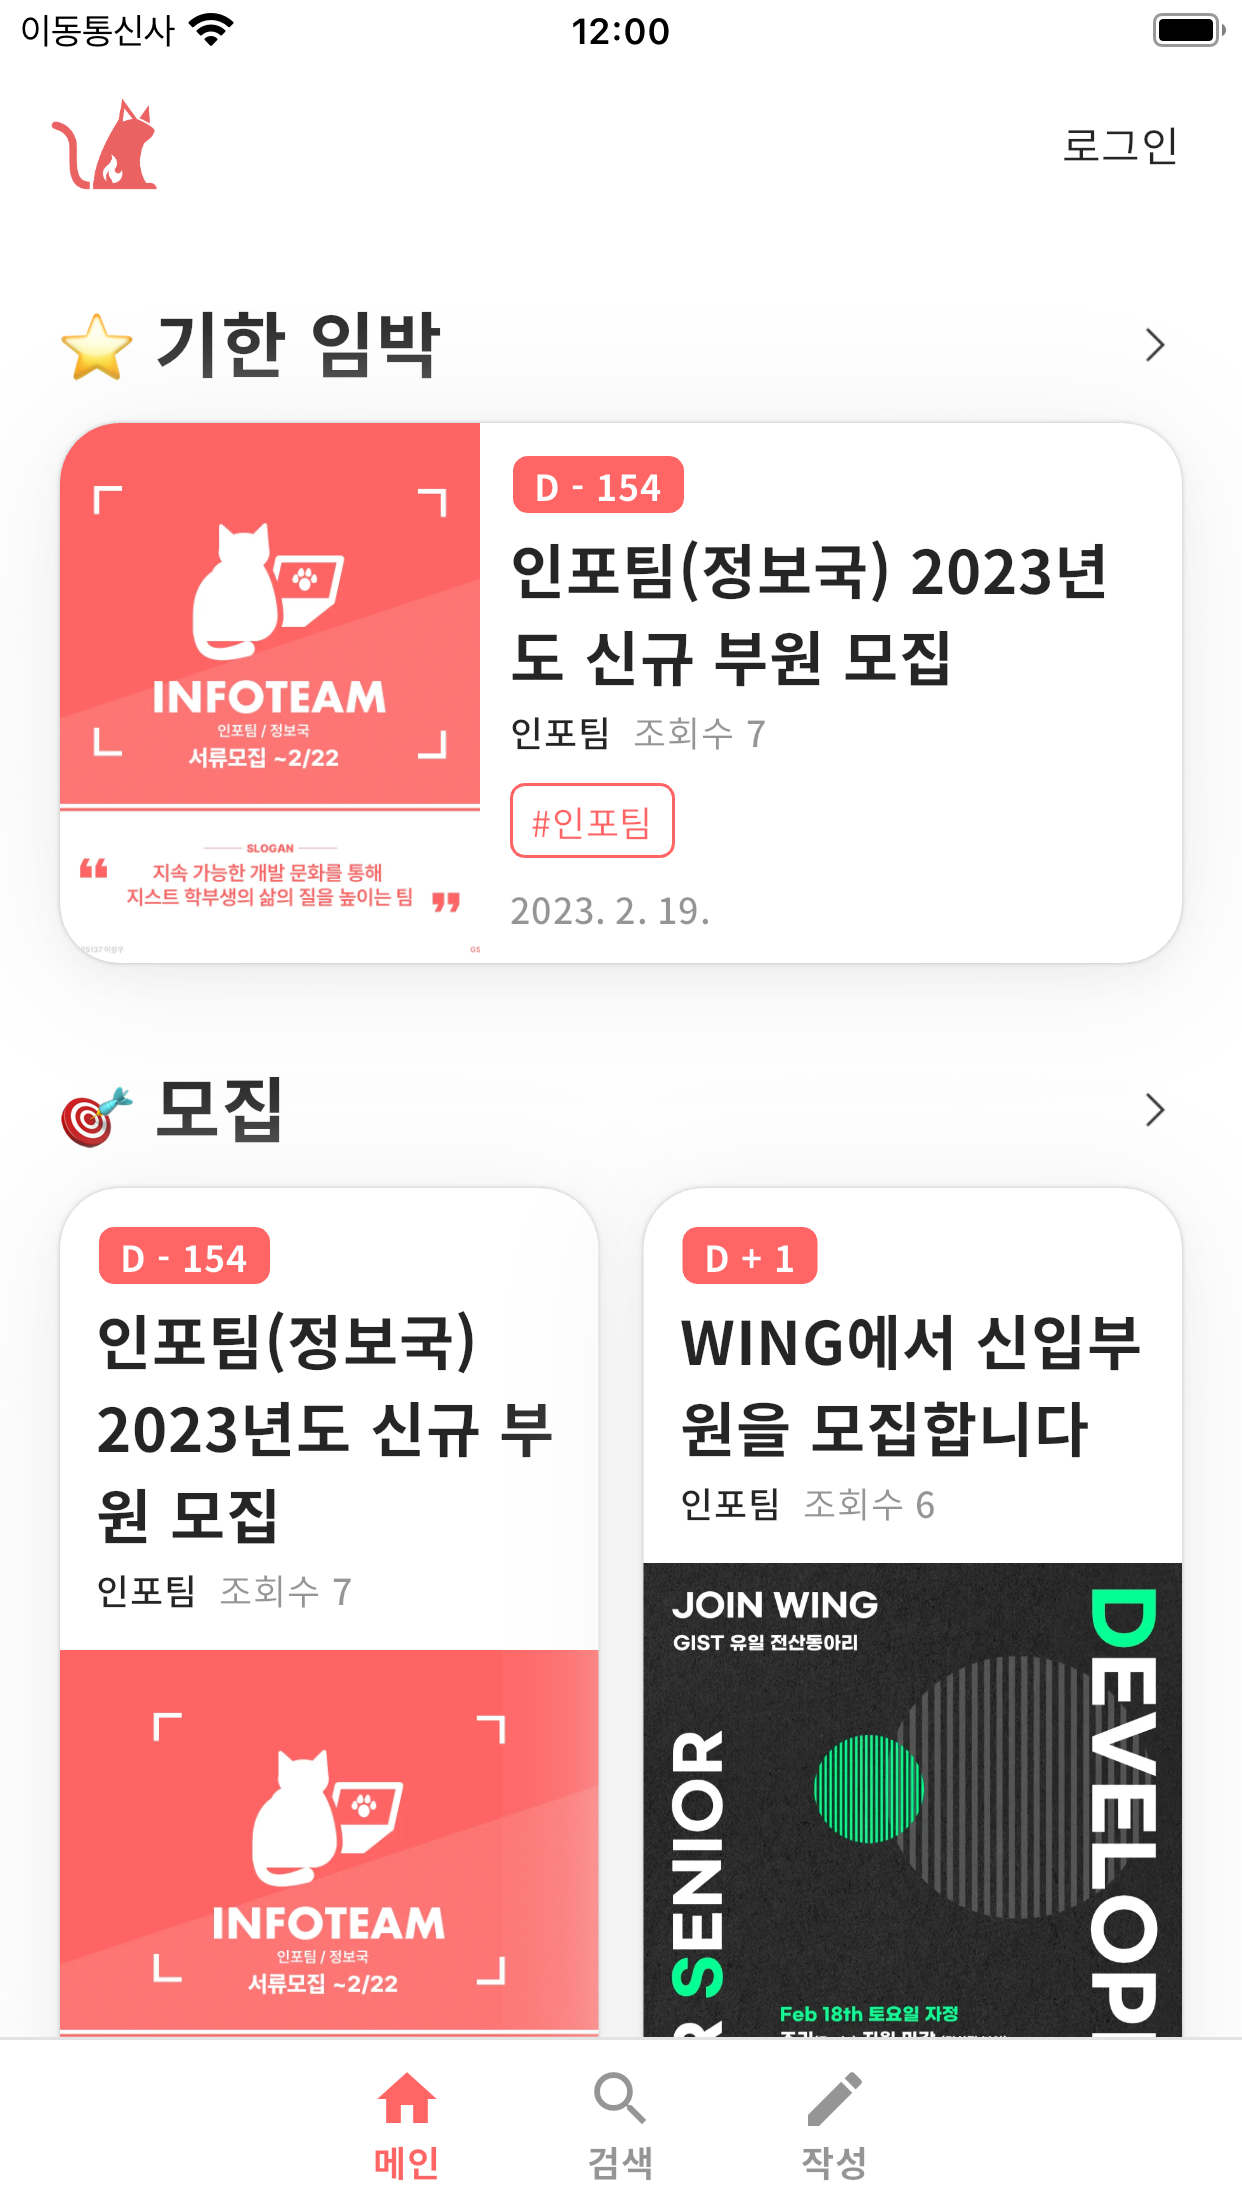 이동통신사
12:00
로그인
기한 임박
D - 154
인포팀(정보국) 2023년
도 신규 부원 모집
인포팀 조회수 7
#인포팀
2023. 2. 19.
INFOTEAM
인포팀 / 정보국
서류모집 ~2/22
SLOGAN
지속 가능한 개발 문화를 통해
지스트 학부생의 삶의 질을 높이는 팀
모집
D - 154
인포팀(정보국)
2023년도 신규 부
원 모집
인포팀 조회수 7
INFOTEAM
인포팀 / 정보국
서류모집 ~2/22
D + 1
WING에서 신입부
원을 모집합니다
인포팀 조회수 6
JOIN WING
GIST 유일 전산동아리
DEVELOP
SENIOR
Feb 18th 토요일 자정
메인
검색
작성